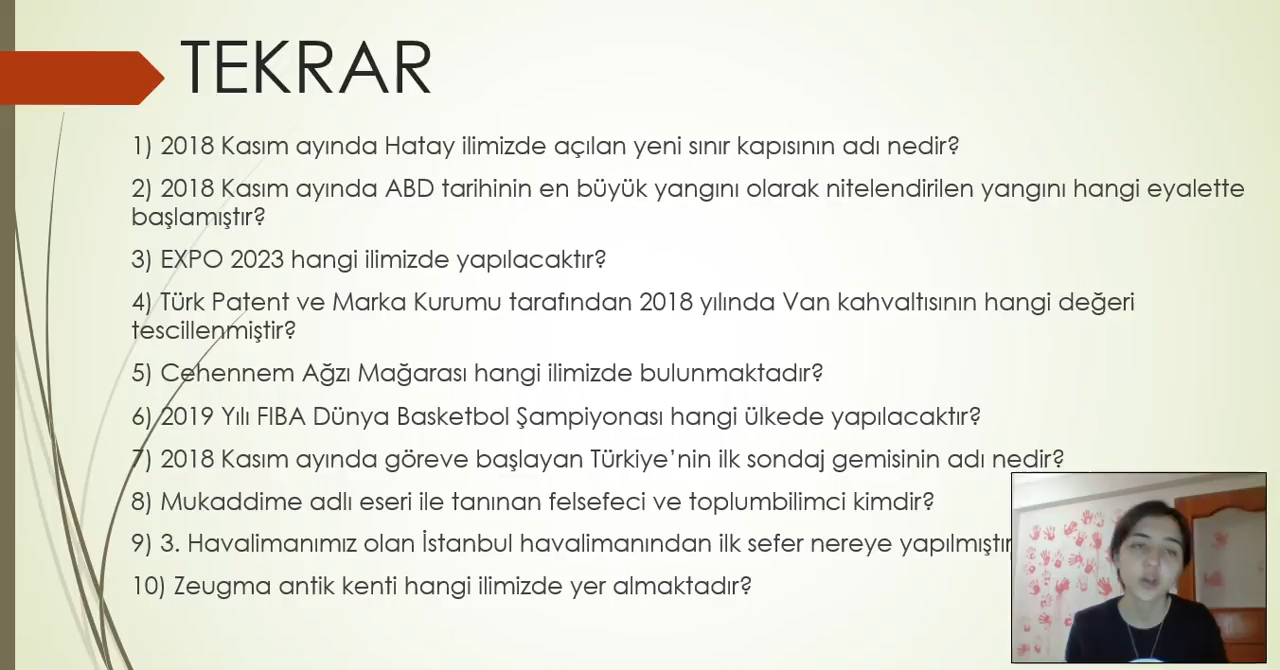 TEKRAR
1) 2018 Kasım ayında Hatay ilimizde açılan yeni sınır kapısının adı nedir?
2) 2018 Kasım ayında ABD tarihinin en büyük yangını olarak nitelendirilen yangını hangi eyalette
başlamıştır?
3) EXPO 2023 hangi ilimizde yapılacaktır?
4) Türk Patent ve Marka Kurumu tarafından 2018 yılında Van kahvaltısının hangi değeri
tescillenmiştir?
5) Cehennem Ağzı Mağarası hangi ilimizde bulunmaktadır?
6) 2019 Yılı FIBA Dünya Basketbol Şampiyonası hangi ülkede yapılacaktır?
7) 2018 Kasım ayında göreve başlayan Türkiye'nin ilk sondaj gemisinin adı nedir?
8) Mukaddime adlı eseri ile tanınan felsefeci ve toplumbilimci kimdir?
9) 3. Havalimanımız olan İstanbul havalimanından ilk sefer nereye yapılmıştır
10) Zeugma antik kenti hangi ilimizde yer almaktadır?